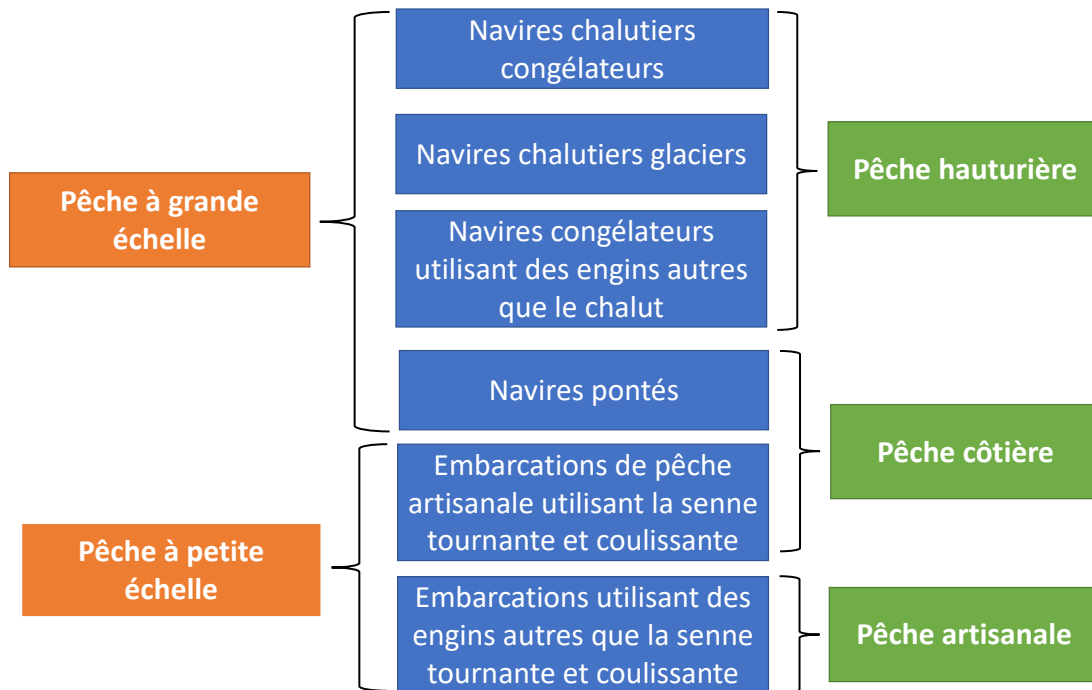 Navires chalutiers
congélateurs
Navires chalutiers glaciers
Navires congélateurs
utilisant des engins autres
que le chalut
Navires pontés
Embarcations de pêche
artisanale utilisant la senne
tournante et coulissante
Embarcations utilisant des
engins autres que la senne
tournante et coulissante
Pêche à grande
échelle
Pêche à petite
échelle
Pêche hauturière
Pêche côtière
Pêche artisanale